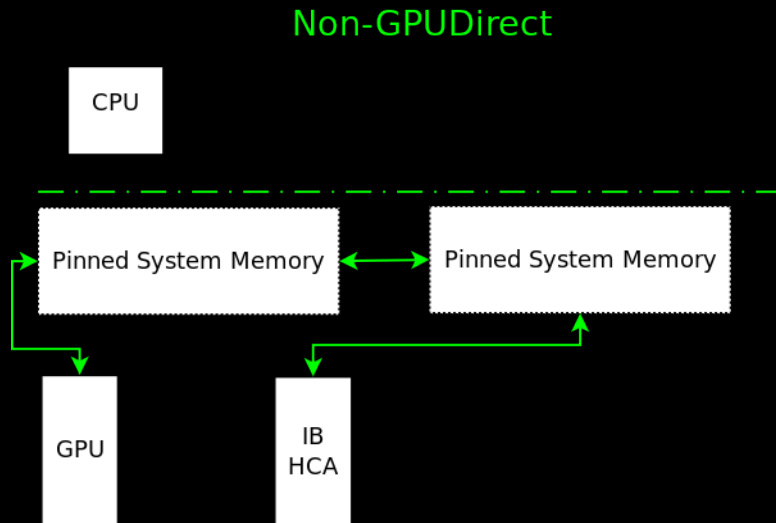 Non-GPUDirect
CPU
Pinned System Memory
Pinned System Memory
GPU
IB
HCA